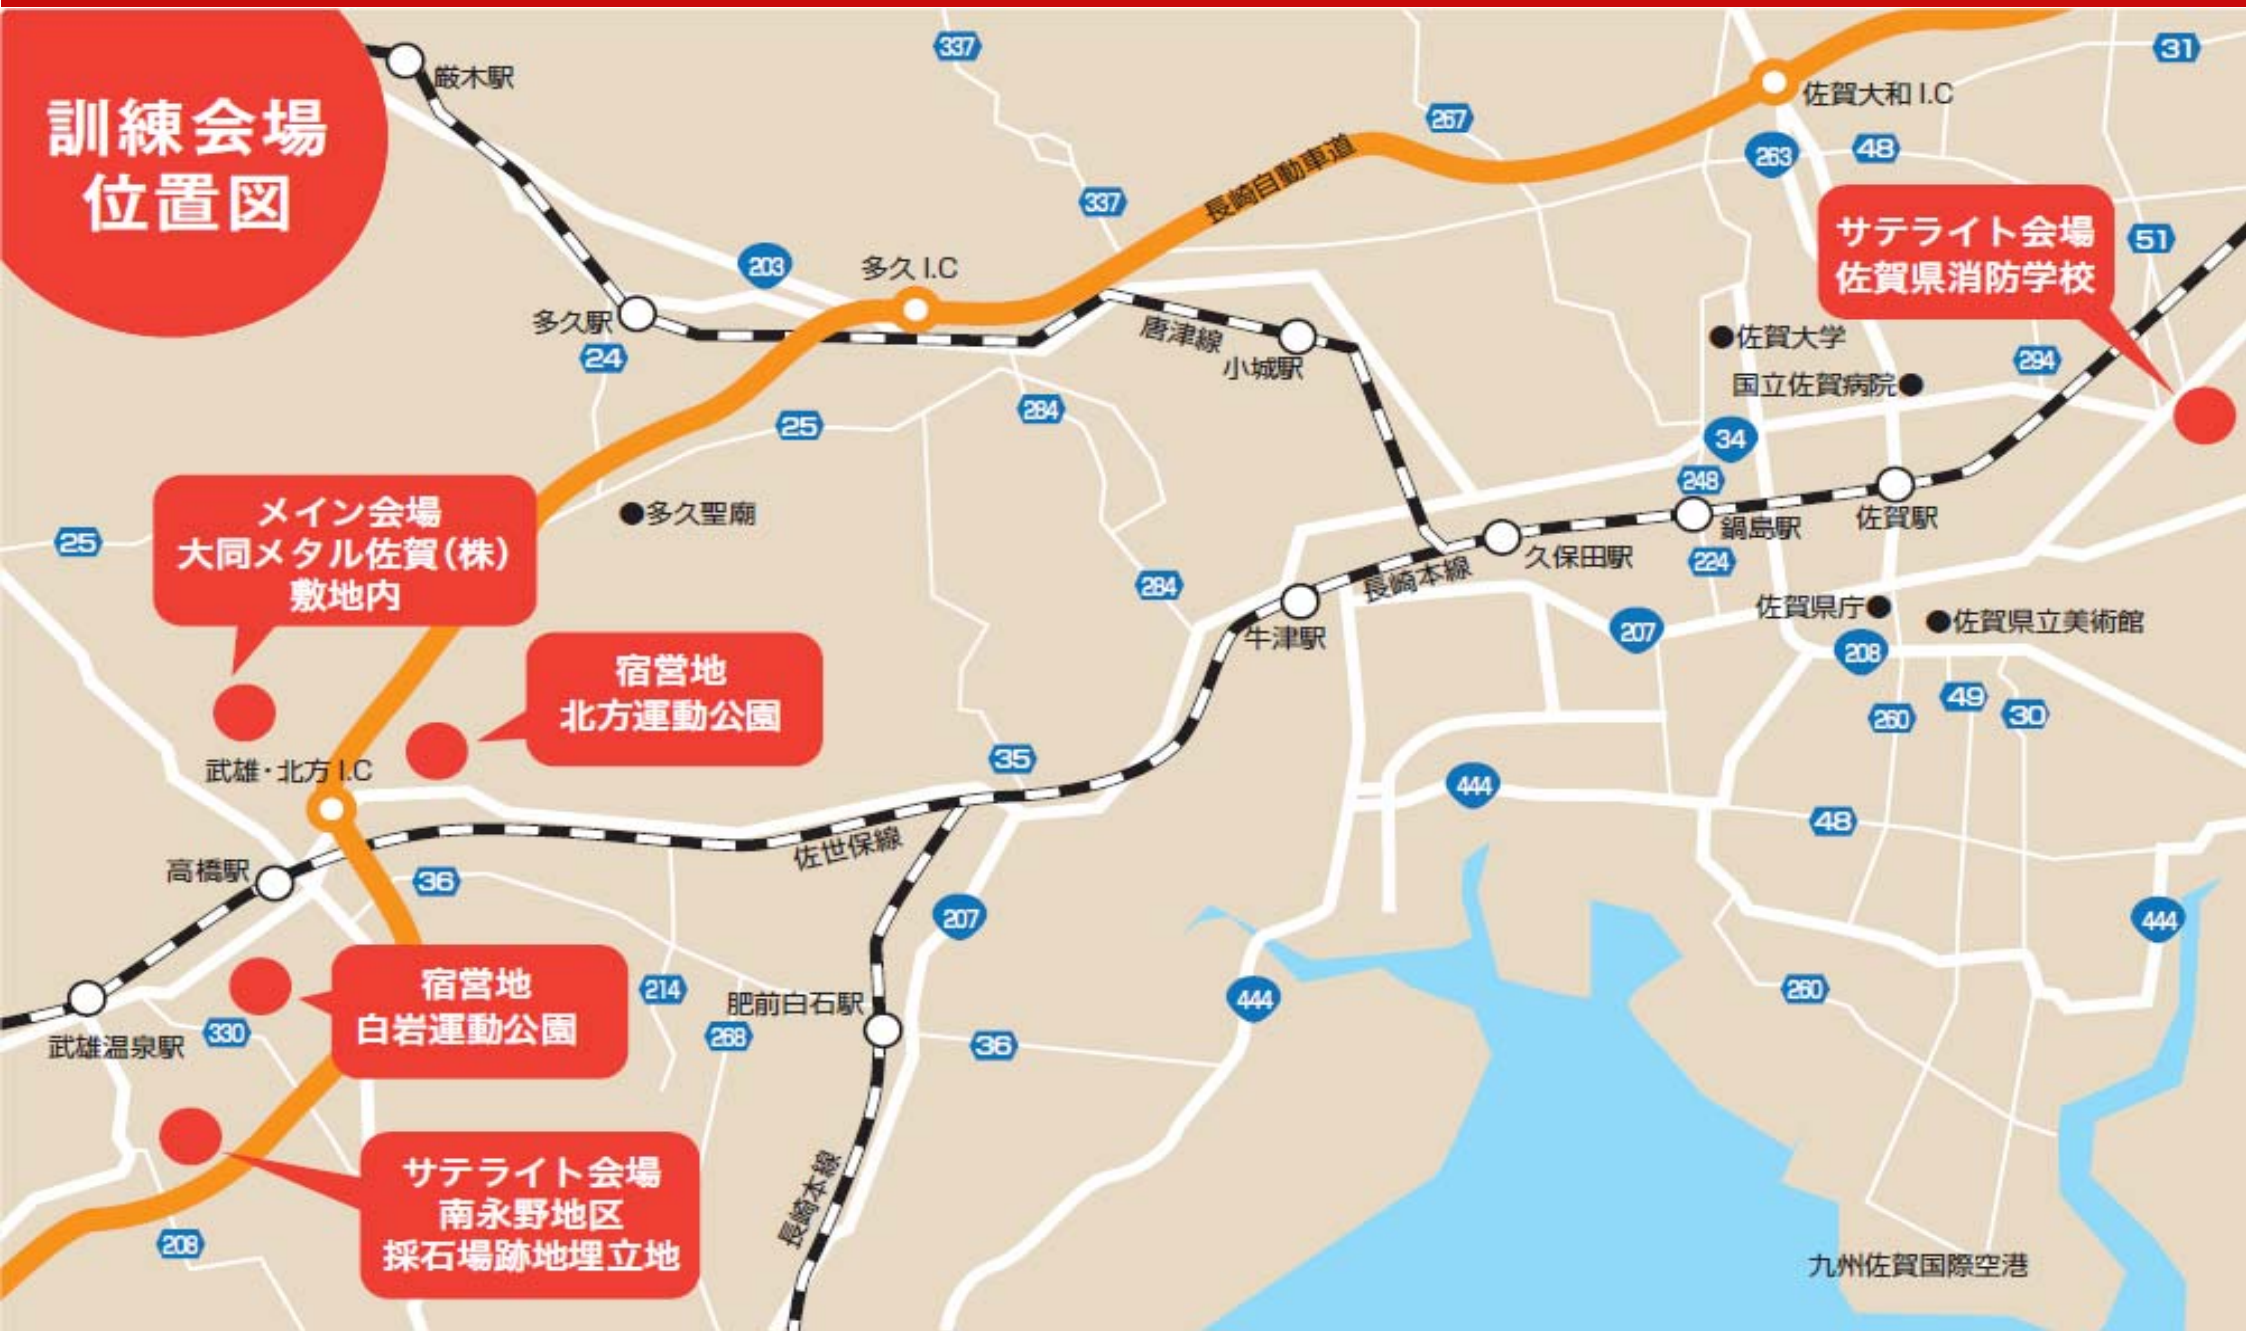 訓練会場
位置図
厳木駅
337
31
佐賀大和 I.C
267
263
48
長崎自動車道
337
サテライト会場
佐賀県消防学校
51
203
多久 I.C
多久駅
24
唐津線
小城駅
佐賀大学
294
国立佐賀病院
284
25
34
248
メイン会場
大同メタル佐賀(株)
敷地内
多久聖廟
25
佐賀駅
鍋島駅
久保田駅
224
長崎本線
284
牛津駅
207
佐賀県庁
佐賀県立美術館
208
宿営地
北方運動公園
49
30
260
武雄・北方 I.C
35
444
48
佐世保線
高橋駅
36
207
444
宿営地
白岩運動公園
214
肥前白石駅
444
260
330
268
36
武雄温泉駅
サテライト会場
南永野地区
採石場跡地埋立地
長崎本線
208
九州佐賀国際空港